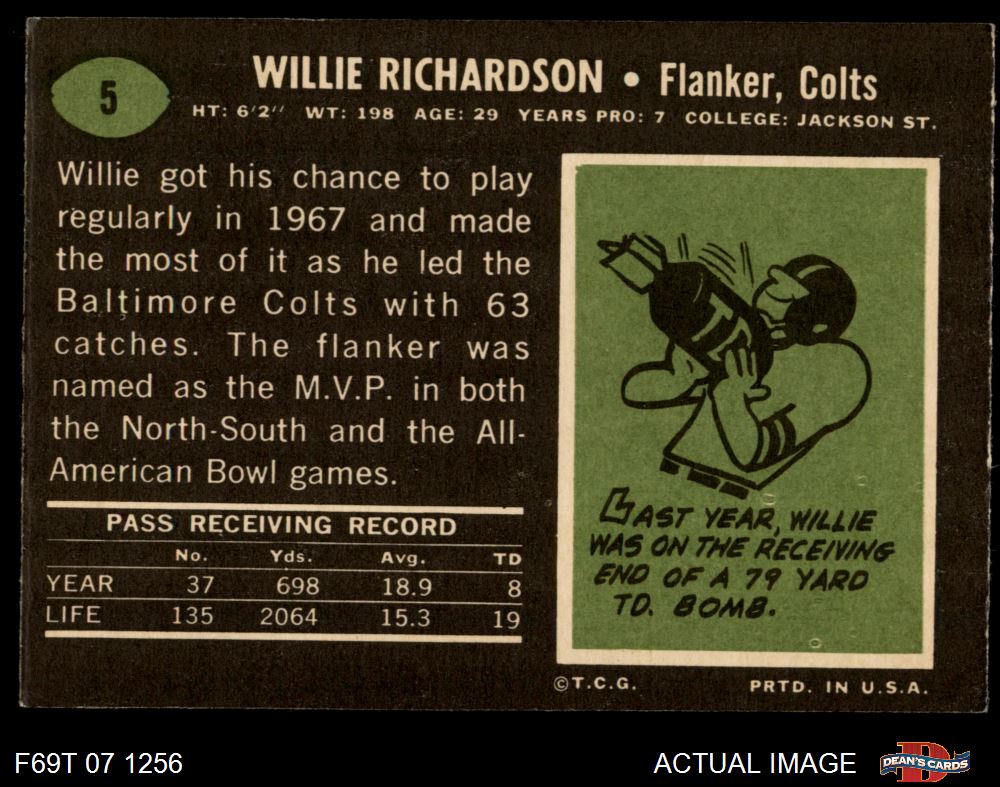 5
WILLIE RICHARDSON • Flanker, Colts
HT: 6'2" WT: 198 AGE: 29 YEARS PRO: 7 COLLEGE: JACKSON ST.
Willie got his chance to play
regularly in 1967 and made
the most of it as he led the
Baltimore Colts with 63
catches. The flanker was
named as the M.V.P. in both
the North-South and the All-
American Bowl games.
PASS RECEIVING RECORD
No. Yds. Avg. TD
YEAR 37 698 18.9 8
LIFE 135 2064 15.3 19
TD
LAST YEAR, WILLIE
WAS ON THE RECEIVING
END OF A 79 YARD
TD. BOMB.
©T.C.G. PRTD. IN U.S.A.
F69T 07 1256 ACTUAL IMAGE DEAN'S CARDS